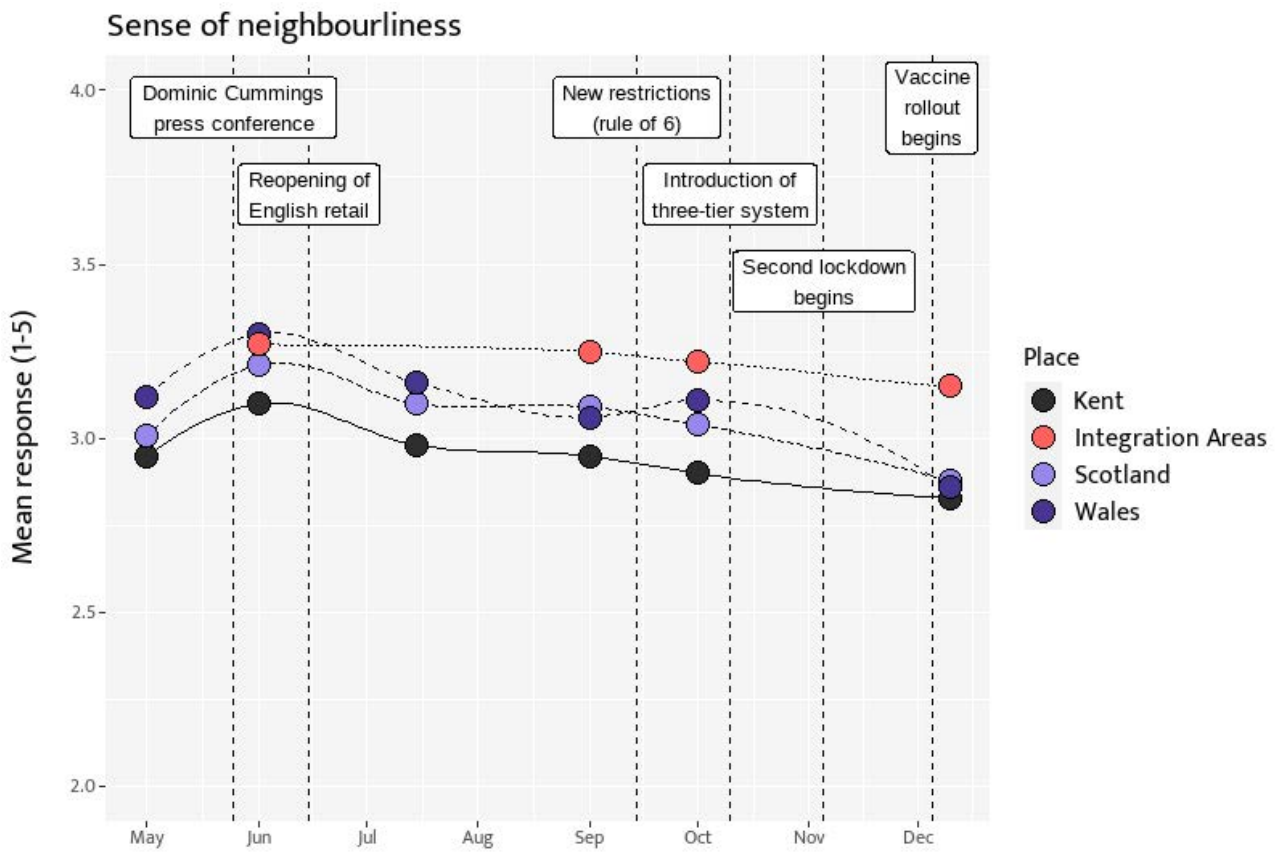 Sense of neighbourliness
Dominic Cummings
press conference
New restrictions
(rule of 6)
Vaccine
rollout
begins
Reopening of
English retail
Introduction of
three-tier system
Second lockdown
begins
Mean response (1-5)
4.0
3.5
3.0
2.5
2.0
May
Jun
Jul
Aug
Sep
Oct
Nov
Dec
Place
Kent
Integration Areas
Scotland
Wales